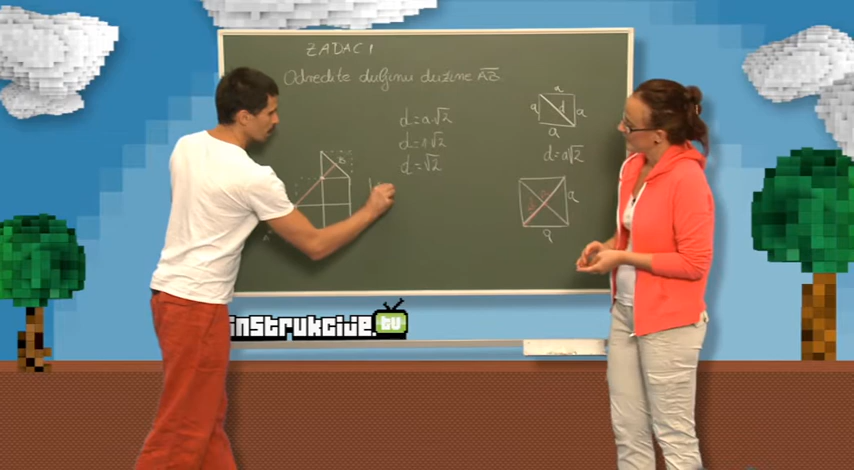 ZADACI
Odredite duljinu dužine AB
d=a√2
d=1√2
d=√2
B
A
a
a
d
a
a
d=a√2
a
a
instrukcije.tv